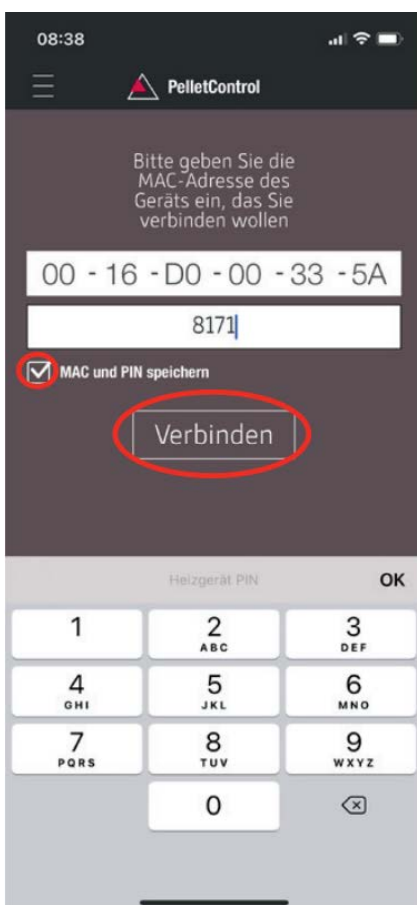 08:38
PelletControl
Bitte geben Sie die
MAC-Adresse des
Geräts ein, das Sie
verbinden wollen
00 - 16 - D0 - 00 - 33 - 5A
8171
MAC und PIN speichern
Verbinden
Heizgerät PIN OK
1 2 3
ABC DEF
4 5 6
GHI JKL MNO
7 8 9
PQRS TUV WXYZ
0